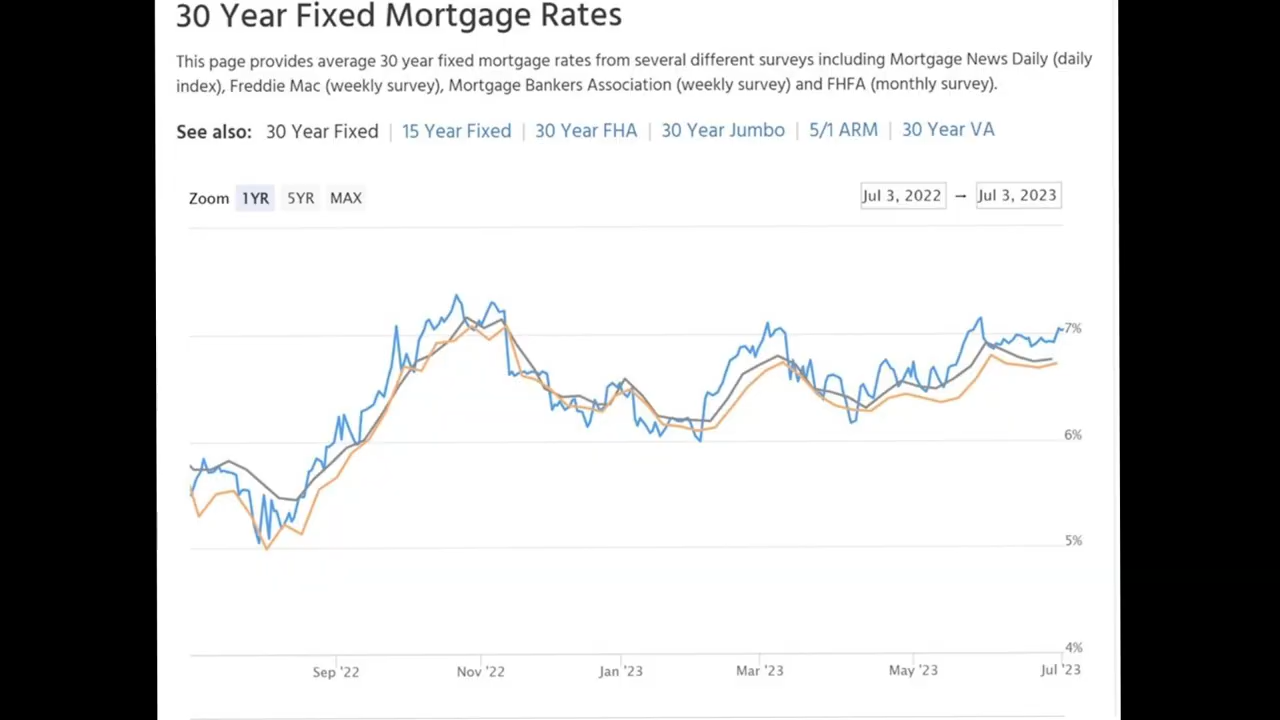 30 Year Fixed Mortgage Rates
This page provides average 30 year fixed mortgage rates from several different surveys including Mortgage News Daily (daily
index), Freddie Mac (weekly survey), Mortgage Bankers Association (weekly survey) and FHFA (monthly survey).
See also: 30 Year Fixed | 15 Year Fixed | 30 Year FHA | 30 Year Jumbo | 5/1 ARM | 30 Year VA
Zoom 1YR 5YR MAX Jul 3, 2022 → Jul 3, 2023
7%
6%
5%
4%
Sep '22 Nov '22 Jan '23 Mar '23 May '23 Jul '23